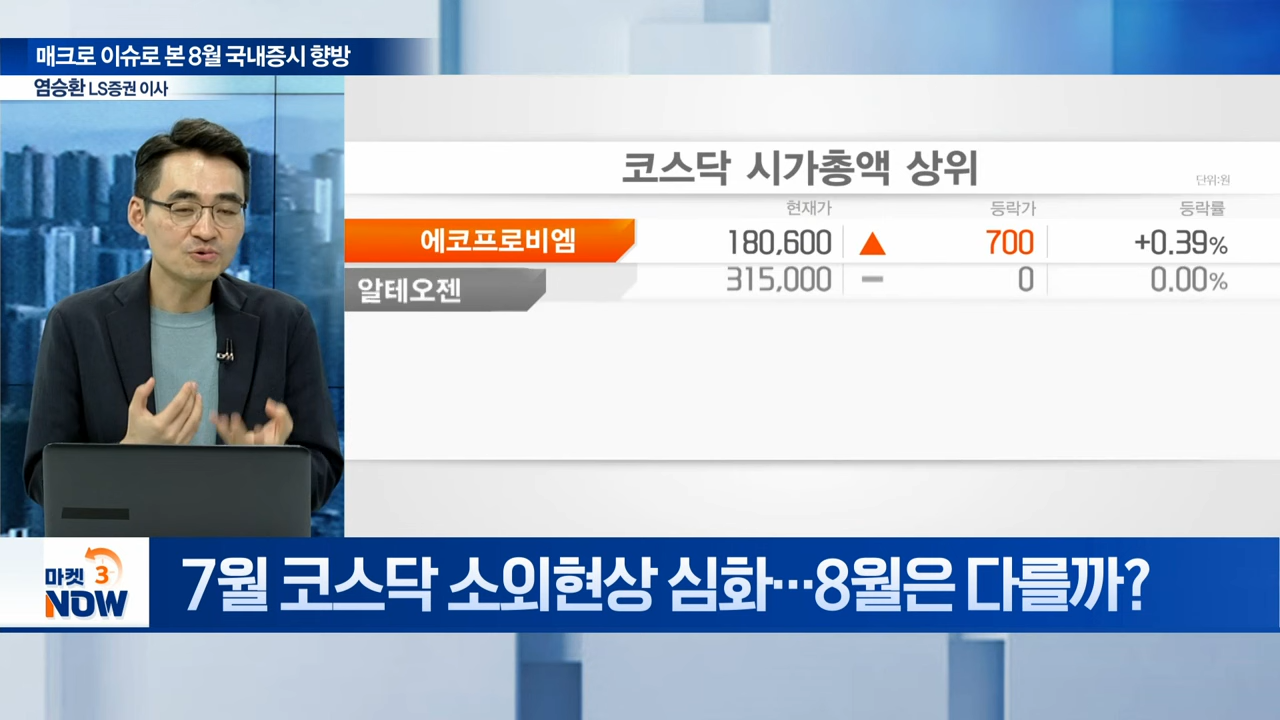 매크로 이슈로 본 8월 국내증시 향방
염승환 LS증권 이사
코스닥 시가총액 상위
단위:원
현재가 등락가 등락률
에코프로비엠 180,600 ▲ 700 +0.39%
알테오젠 315,000 － 0 0.00%
마켓 3
NOW
7월 코스닥 소외현상 심화…8월은 다를까?